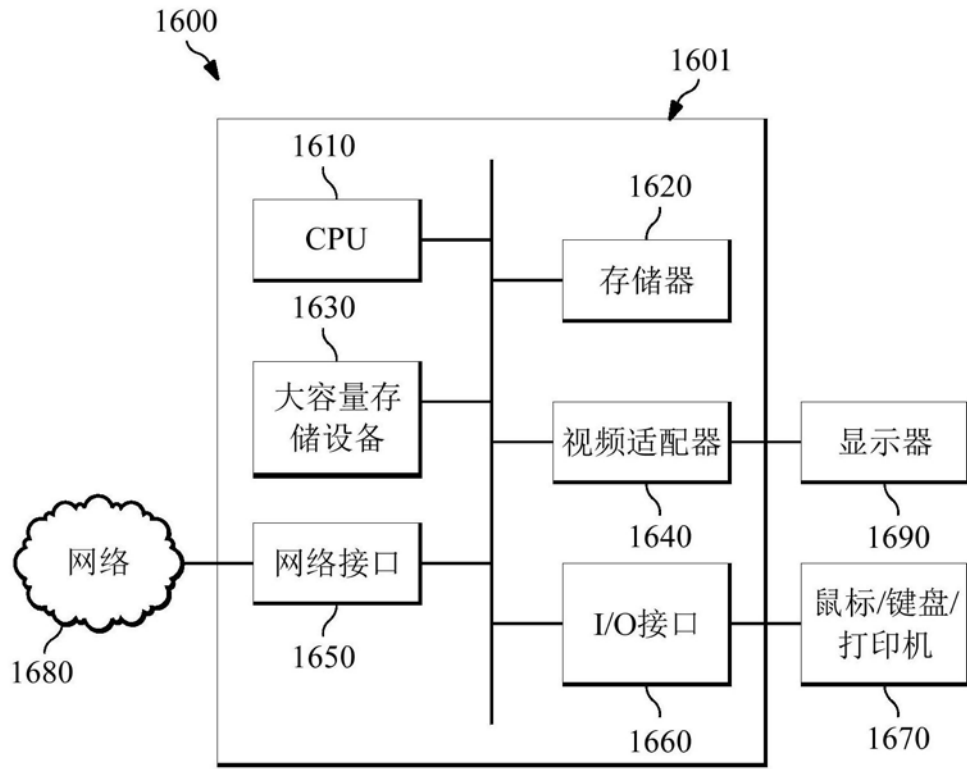 1600
1601
1610
CPU
1620
存储器
1630
大容量存
储设备
视频适配器
显示器
1640
1690
网络
网络接口
I/O接口
鼠标/键盘/
打印机
1680
1650
1660
1670